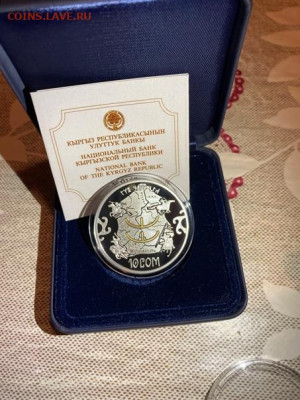 COINS.LAVE.RU
КЫРГЫЗ РЕСПУБЛИКАСЫНЫН
УЛУТТУК БАНКЫ
НАЦИОНАЛЬНЫЙ БАНК
КЫРГЫЗСКОЙ РЕСПУБЛИКИ
NATIONAL BANK
OF THE KYRGYZ REPUBLIC
10 СОМ